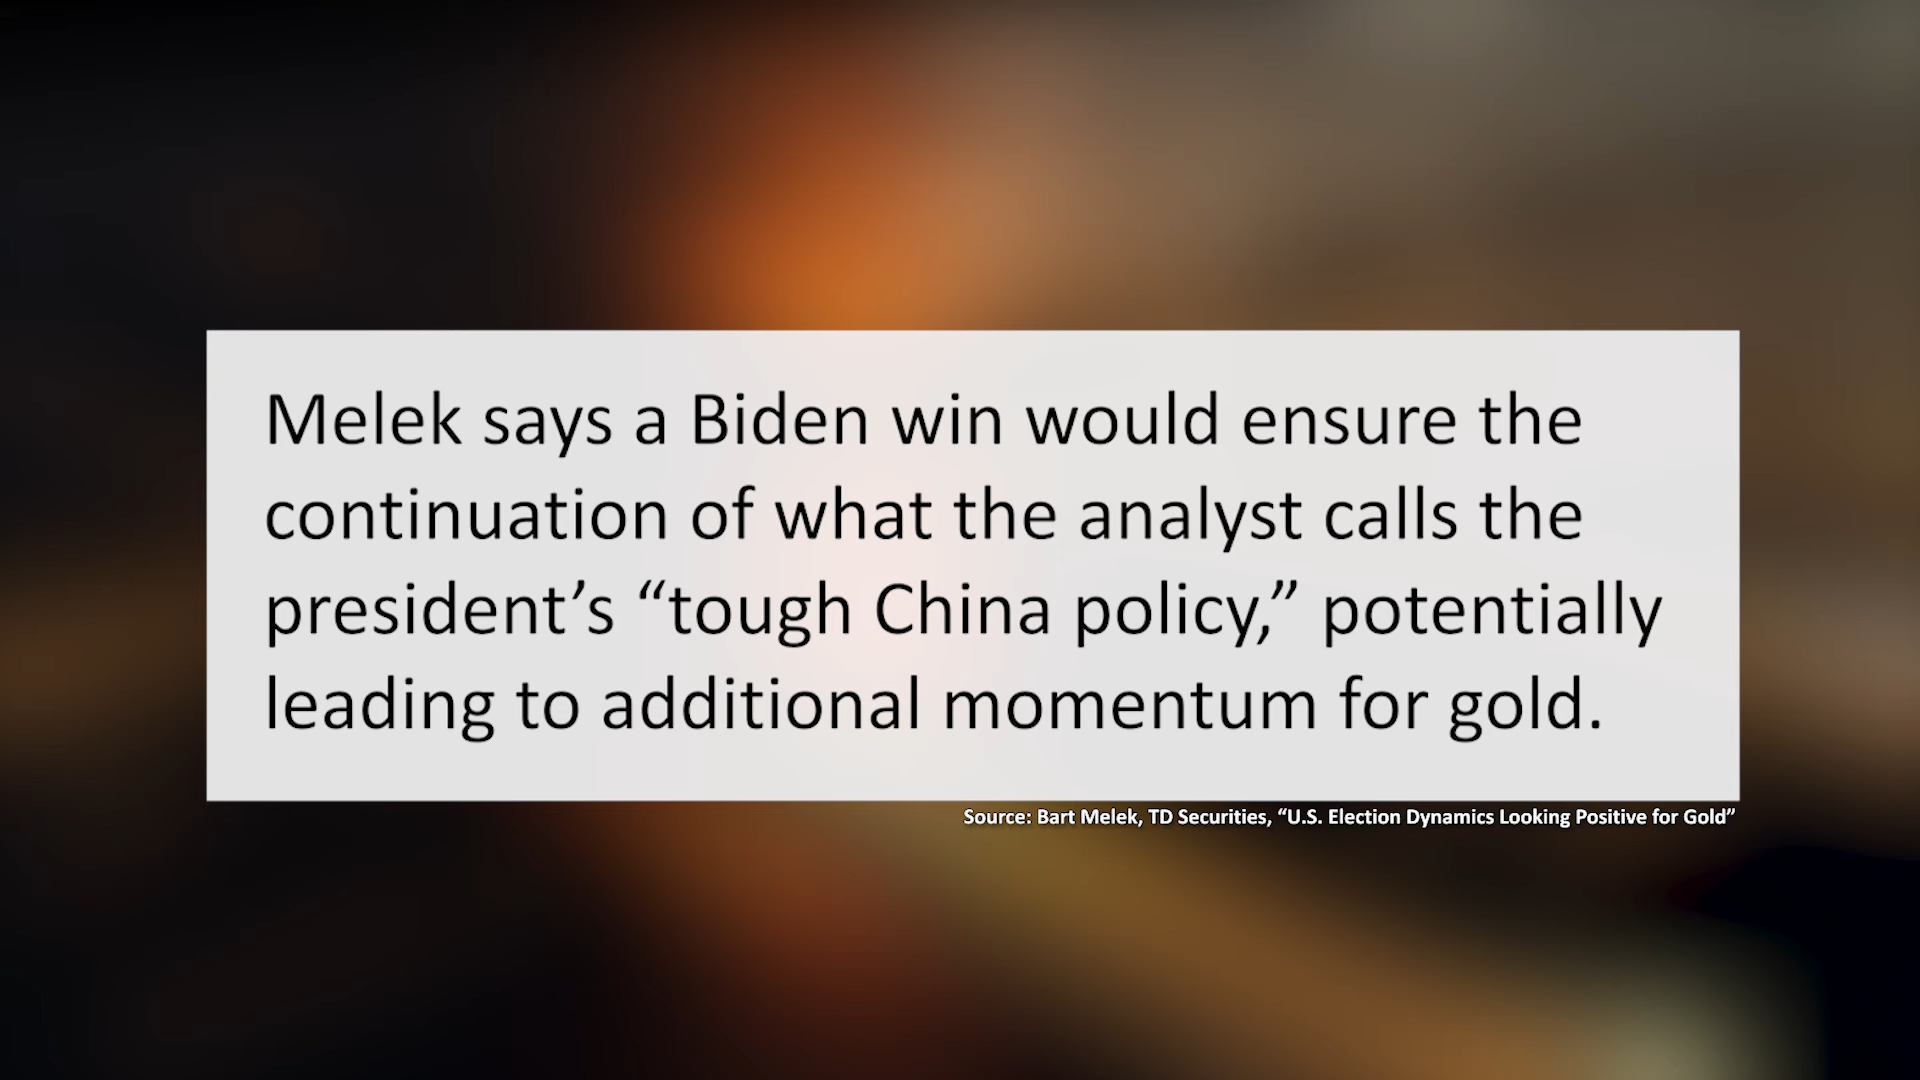 Melek says a Biden win would ensure the
continuation of what the analyst calls the
president’s “tough China policy,” potentially
leading to additional momentum for gold.
Source: Bart Melek, TD Securities, “U.S. Election Dynamics Looking Positive for Gold”